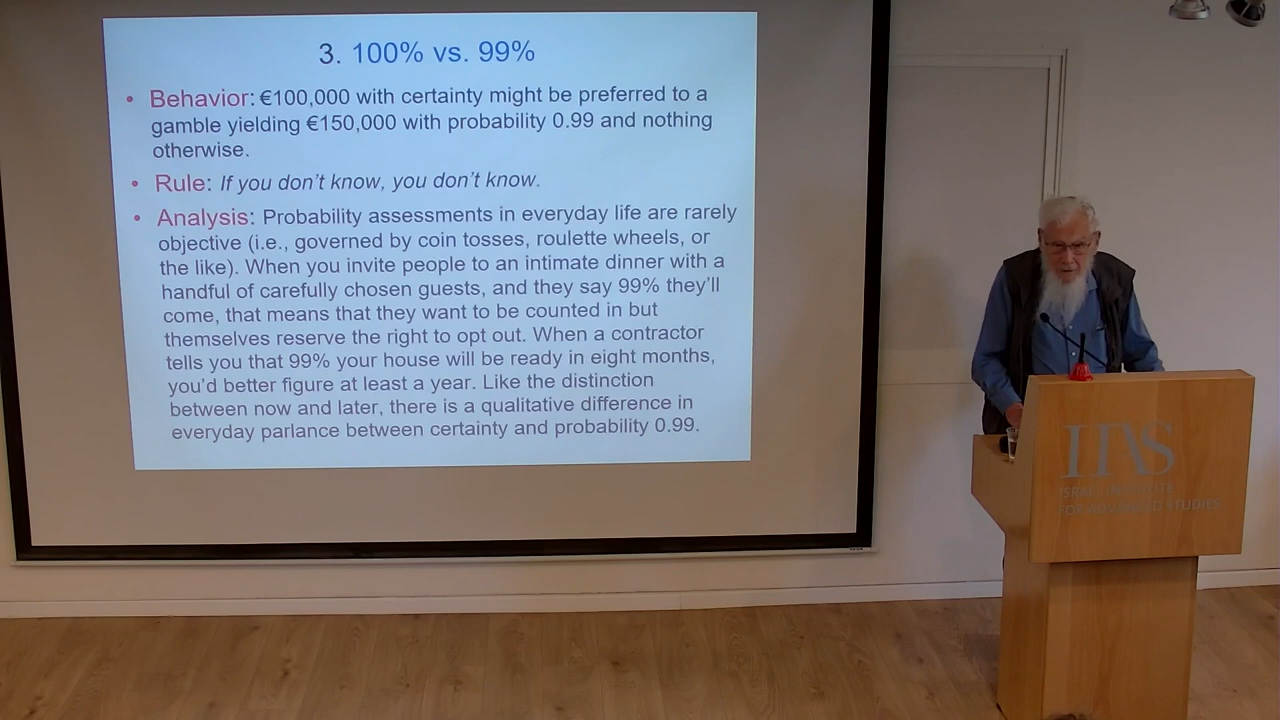 3. 100% vs. 99%
• Behavior: €100,000 with certainty might be preferred to a
gamble yielding €150,000 with probability 0.99 and nothing
otherwise.
• Rule: If you don't know, you don't know.
• Analysis: Probability assessments in everyday life are rarely
objective (i.e., governed by coin tosses, roulette wheels, or
the like). When you invite people to an intimate dinner with a
handful of carefully chosen guests, and they say 99% they'll
come, that means that they want to be counted in but
themselves reserve the right to opt out. When a contractor
tells you that 99% your house will be ready in eight months,
you'd better figure at least a year. Like the distinction
between now and later, there is a qualitative difference in
everyday parlance between certainty and probability 0.99.
IIAS
ISRAEL INSTITUTE
FOR ADVANCED STUDIES